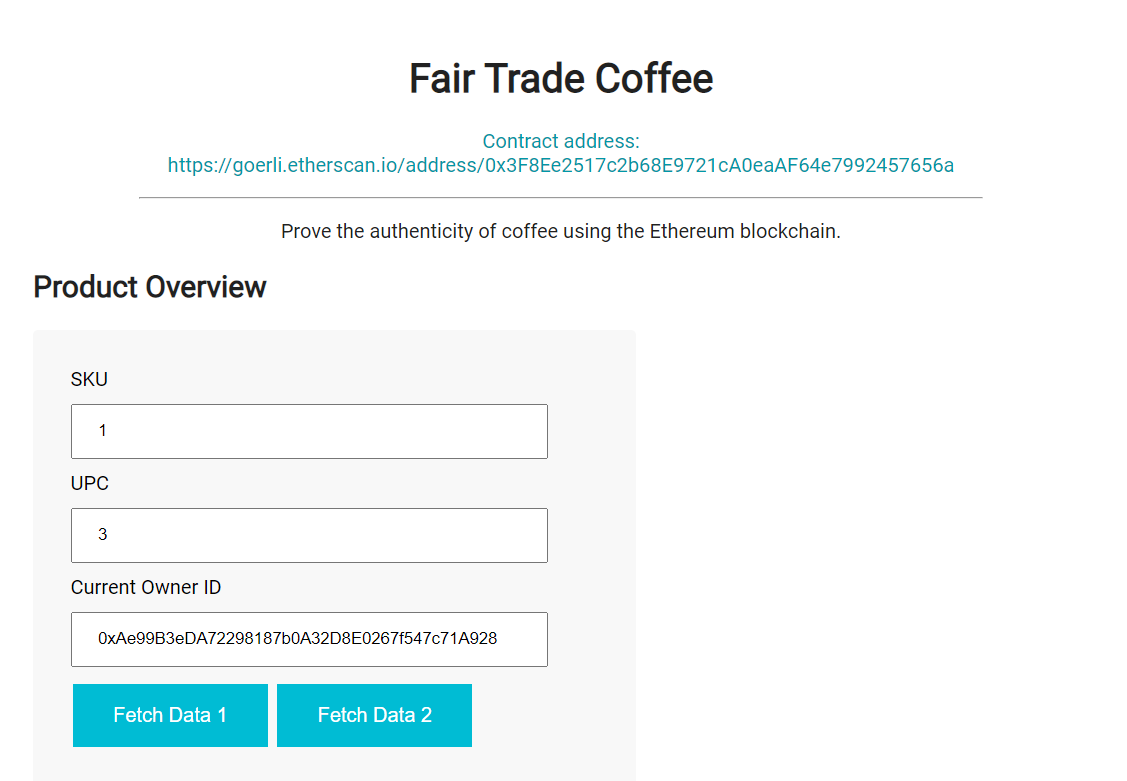 Fair Trade Coffee
Contract address:
https://goerli.etherscan.io/address/0x3F8Ee2517c2b68E9721cA0eaAF64e7992457656a
Prove the authenticity of coffee using the Ethereum blockchain.
Product Overview
SKU
1
UPC
3
Current Owner ID
0xAe99B3eDA72298187b0A32D8E0267f547c71A928
Fetch Data 1
Fetch Data 2